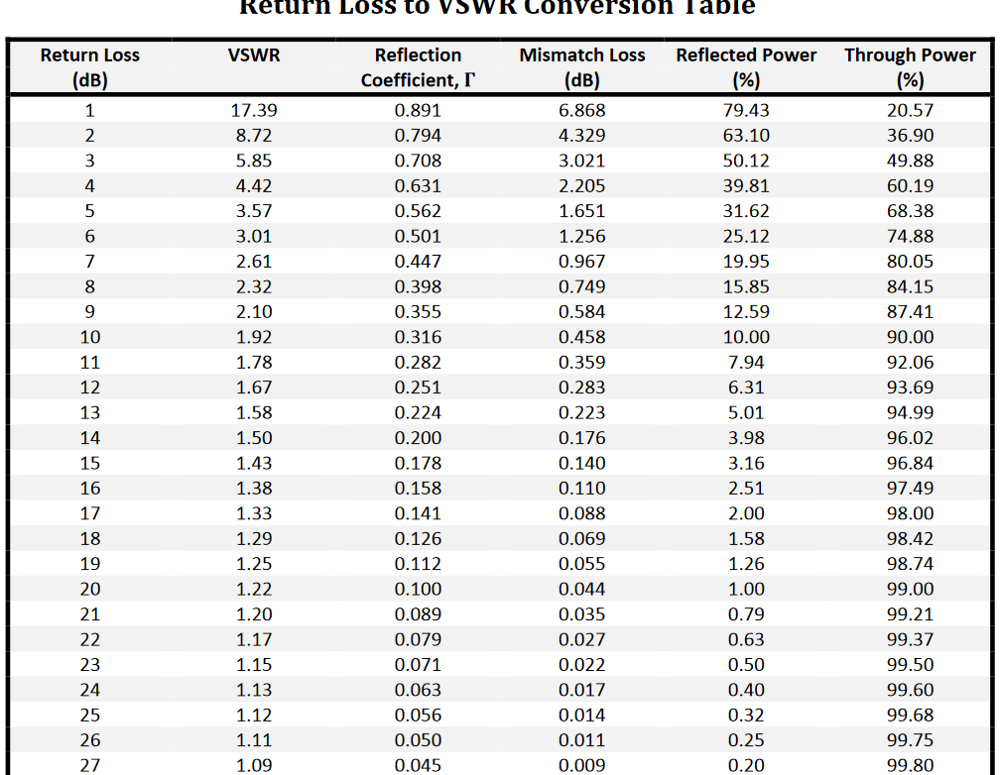 Return Loss to VSWR Conversion Table
Return Loss (dB) VSWR Reflection Coefficient, Γ Mismatch Loss (dB) Reflected Power (%) Through Power (%)
1 17.39 0.891 6.868 79.43 20.57
2 8.72 0.794 4.329 63.10 36.90
3 5.85 0.708 3.021 50.12 49.88
4 4.42 0.631 2.205 39.81 60.19
5 3.57 0.562 1.651 31.62 68.38
6 3.01 0.501 1.256 25.12 74.88
7 2.61 0.447 0.967 19.95 80.05
8 2.32 0.398 0.749 15.85 84.15
9 2.10 0.355 0.584 12.59 87.41
10 1.92 0.316 0.458 10.00 90.00
11 1.78 0.282 0.359 7.94 92.06
12 1.67 0.251 0.283 6.31 93.69
13 1.58 0.224 0.223 5.01 94.99
14 1.50 0.200 0.176 3.98 96.02
15 1.43 0.178 0.140 3.16 96.84
16 1.38 0.158 0.110 2.51 97.49
17 1.33 0.141 0.088 2.00 98.00
18 1.29 0.126 0.069 1.58 98.42
19 1.25 0.112 0.055 1.26 98.74
20 1.22 0.100 0.044 1.00 99.00
21 1.20 0.089 0.035 0.79 99.21
22 1.17 0.079 0.027 0.63 99.37
23 1.15 0.071 0.022 0.50 99.50
24 1.13 0.063 0.017 0.40 99.60
25 1.12 0.056 0.014 0.32 99.68
26 1.11 0.050 0.011 0.25 99.75
27 1.09 0.045 0.009 0.20 99.80